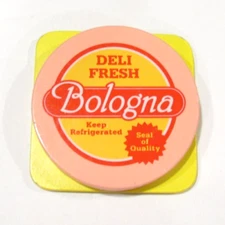 DELI
FRESH
Bologna
Keep
Refrigerated
Seal
of
Quality